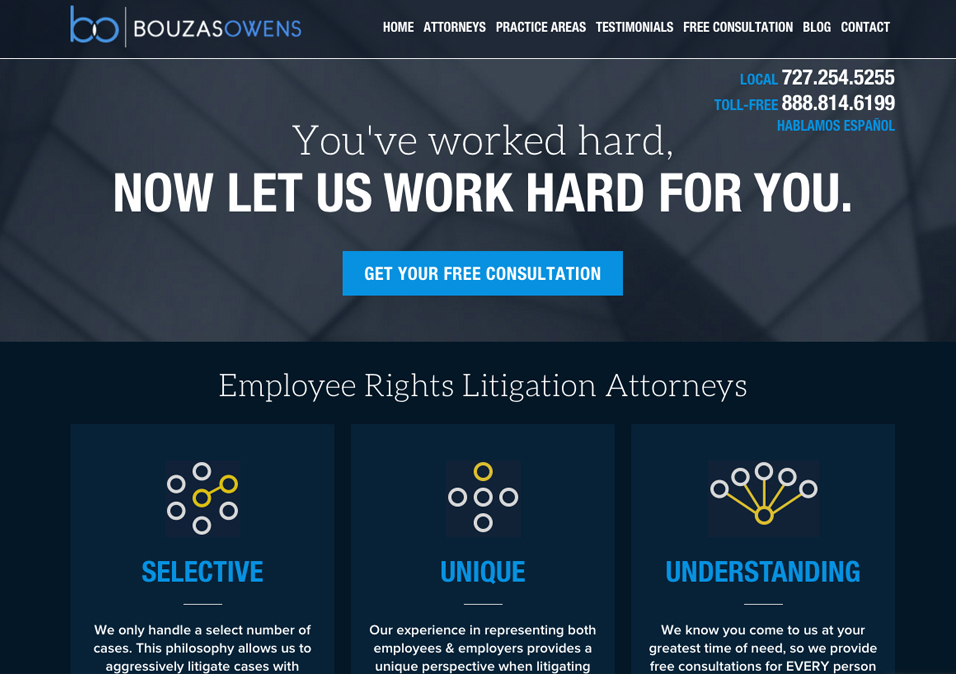 BOUZASOWENS
HOME ATTORNEYS PRACTICE AREAS TESTIMONIALS FREE CONSULTATION BLOG CONTACT
LOCAL 727.254.5255
TOLL-FREE 888.814.6199
HABLAMOS ESPAÑOL
You've worked hard,
NOW LET US WORK HARD FOR YOU.
GET YOUR FREE CONSULTATION
Employee Rights Litigation Attorneys
SELECTIVE
We only handle a select number of
cases. This philosophy allows us to
aggressively litigate cases with
UNIQUE
Our experience in representing both
employees & employers provides a
unique perspective when litigating
UNDERSTANDING
We know you come to us at your
greatest time of need, so we provide
free consultations for EVERY person